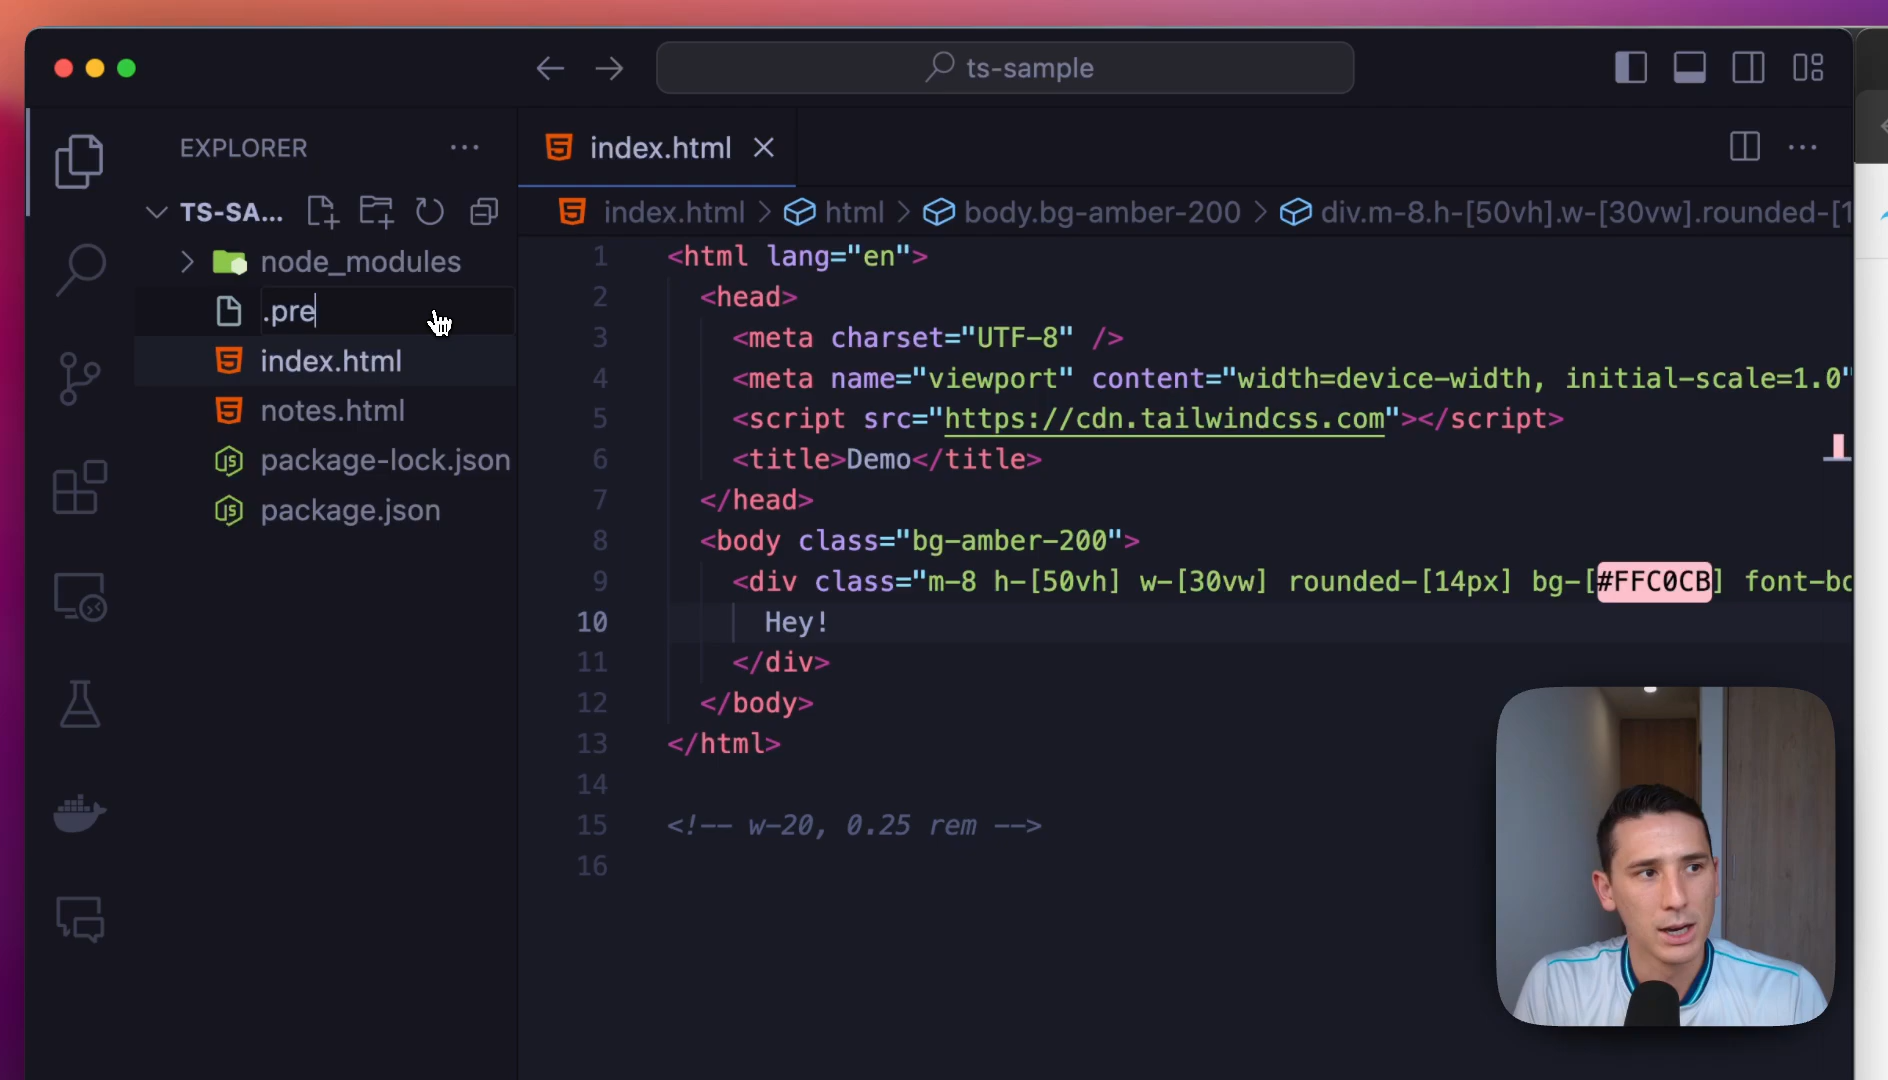 ts-sample
EXPLORER
index.html
TS-SA...
index.html > html > body.bg-amber-200 > div.m-8.h-[50vh].w-[30vw].rounded-[1
node_modules
.pre
index.html
notes.html
package-lock.json
package.json
1 <html lang="en">
2 <head>
3 <meta charset="UTF-8" />
4 <meta name="viewport" content="width=device-width, initial-scale=1.0"
5 <script src="https://cdn.tailwindcss.com"></script>
6 <title>Demo</title>
7 </head>
8 <body class="bg-amber-200">
9 <div class="m-8 h-[50vh] w-[30vw] rounded-[14px] bg-[#FFC0CB] font-bo
10 Hey!
11 </div>
12 </body>
13 </html>
14
15 <!-- w-20, 0.25 rem -->
16